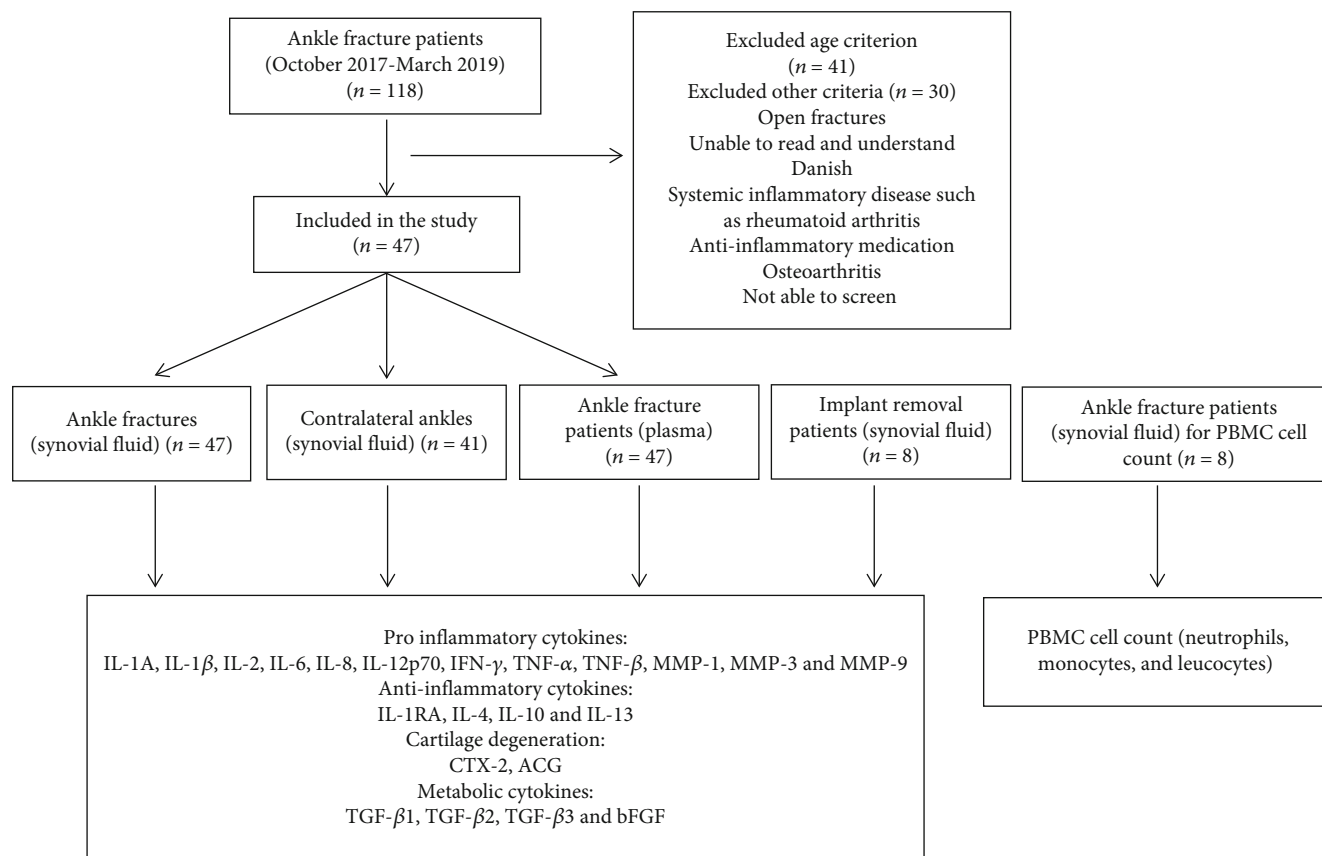 Ankle fracture patients
(October 2017-March 2019)
(n = 118)
Excluded age criterion
(n = 41)
Excluded other criteria (n = 30)
Open fractures
Unable to read and understand
Danish
Systemic inflammatory disease such
as rheumatoid arthritis
Anti-inflammatory medication
Osteoarthritis
Not able to screen
Included in the study
(n = 47)
Ankle fractures
(synovial fluid) (n = 47)
Contralateral ankles
(synovial fluid) (n = 41)
Ankle fracture
patients (plasma)
(n = 47)
Implant removal
patients (synovial fluid)
(n = 8)
Ankle fracture patients
(synovial fluid) for PBMC cell
count (n = 8)
Pro inflammatory cytokines:
IL-1A, IL-1β, IL-2, IL-6, IL-8, IL-12p70, IFN-γ, TNF-α, TNF-β, MMP-1, MMP-3 and MMP-9
Anti-inflammatory cytokines:
IL-1RA, IL-4, IL-10 and IL-13
Cartilage degeneration:
CTX-2, ACG
Metabolic cytokines:
TGF-β1, TGF-β2, TGF-β3 and bFGF
PBMC cell count (neutrophils,
monocytes, and leucocytes)